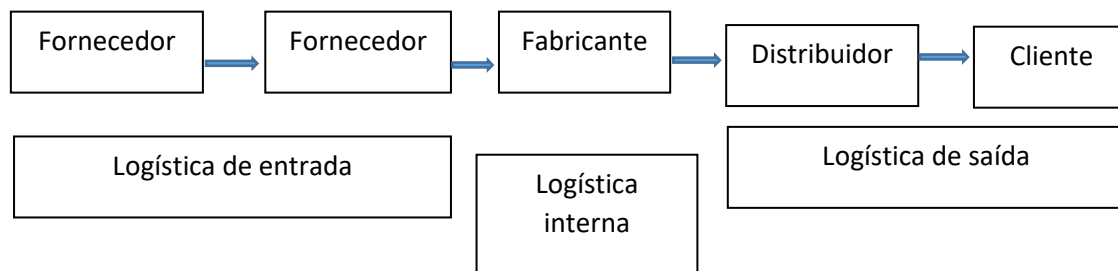 Fornecedor
Fornecedor
Fabricante
Distribuidor
Cliente
Logística de entrada
Logística
interna
Logística de saída